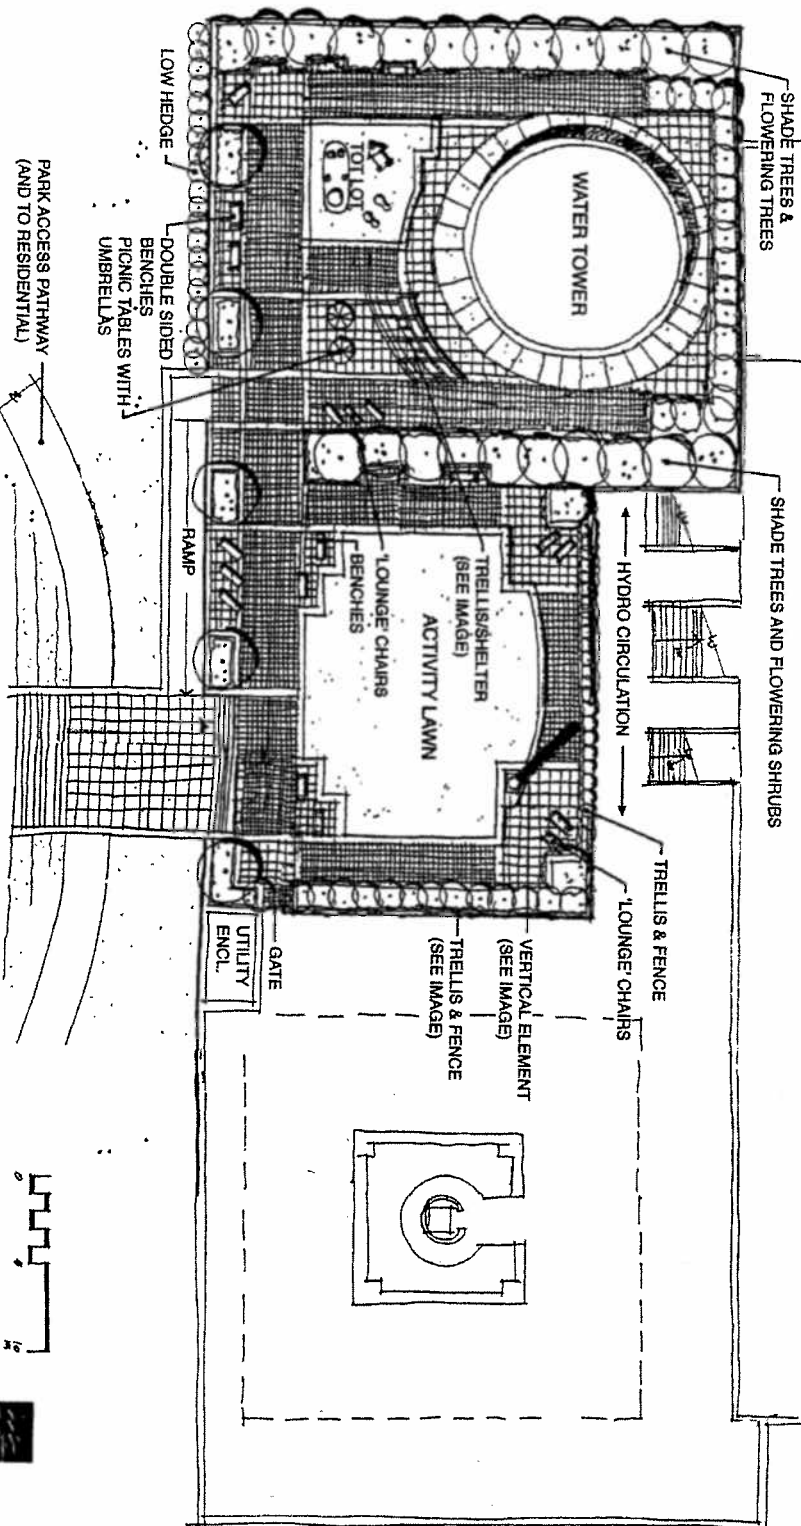 SHADE TREES &
FLOWERING TREES
SHADE TREES AND FLOWERING SHRUBS
HYDRO CIRCULATION
TRELLIS & FENCE
'LOUNGE' CHAIRS
VERTICAL ELEMENT
(SEE IMAGE)
TRELLIS & FENCE
(SEE IMAGE)
WATER TOWER
TOT LOT
TRELLIS/SHELTER
(SEE IMAGE)
ACTIVITY LAWN
'LOUNGE' CHAIRS
BENCHES
GATE
UTILITY
ENCL.
LOW HEDGE
DOUBLE SIDED
BENCHES
PICNIC TABLES WITH
UMBRELLAS
RAMP
PARK ACCESS PATHWAY
(AND TO RESIDENTIAL)
0
10